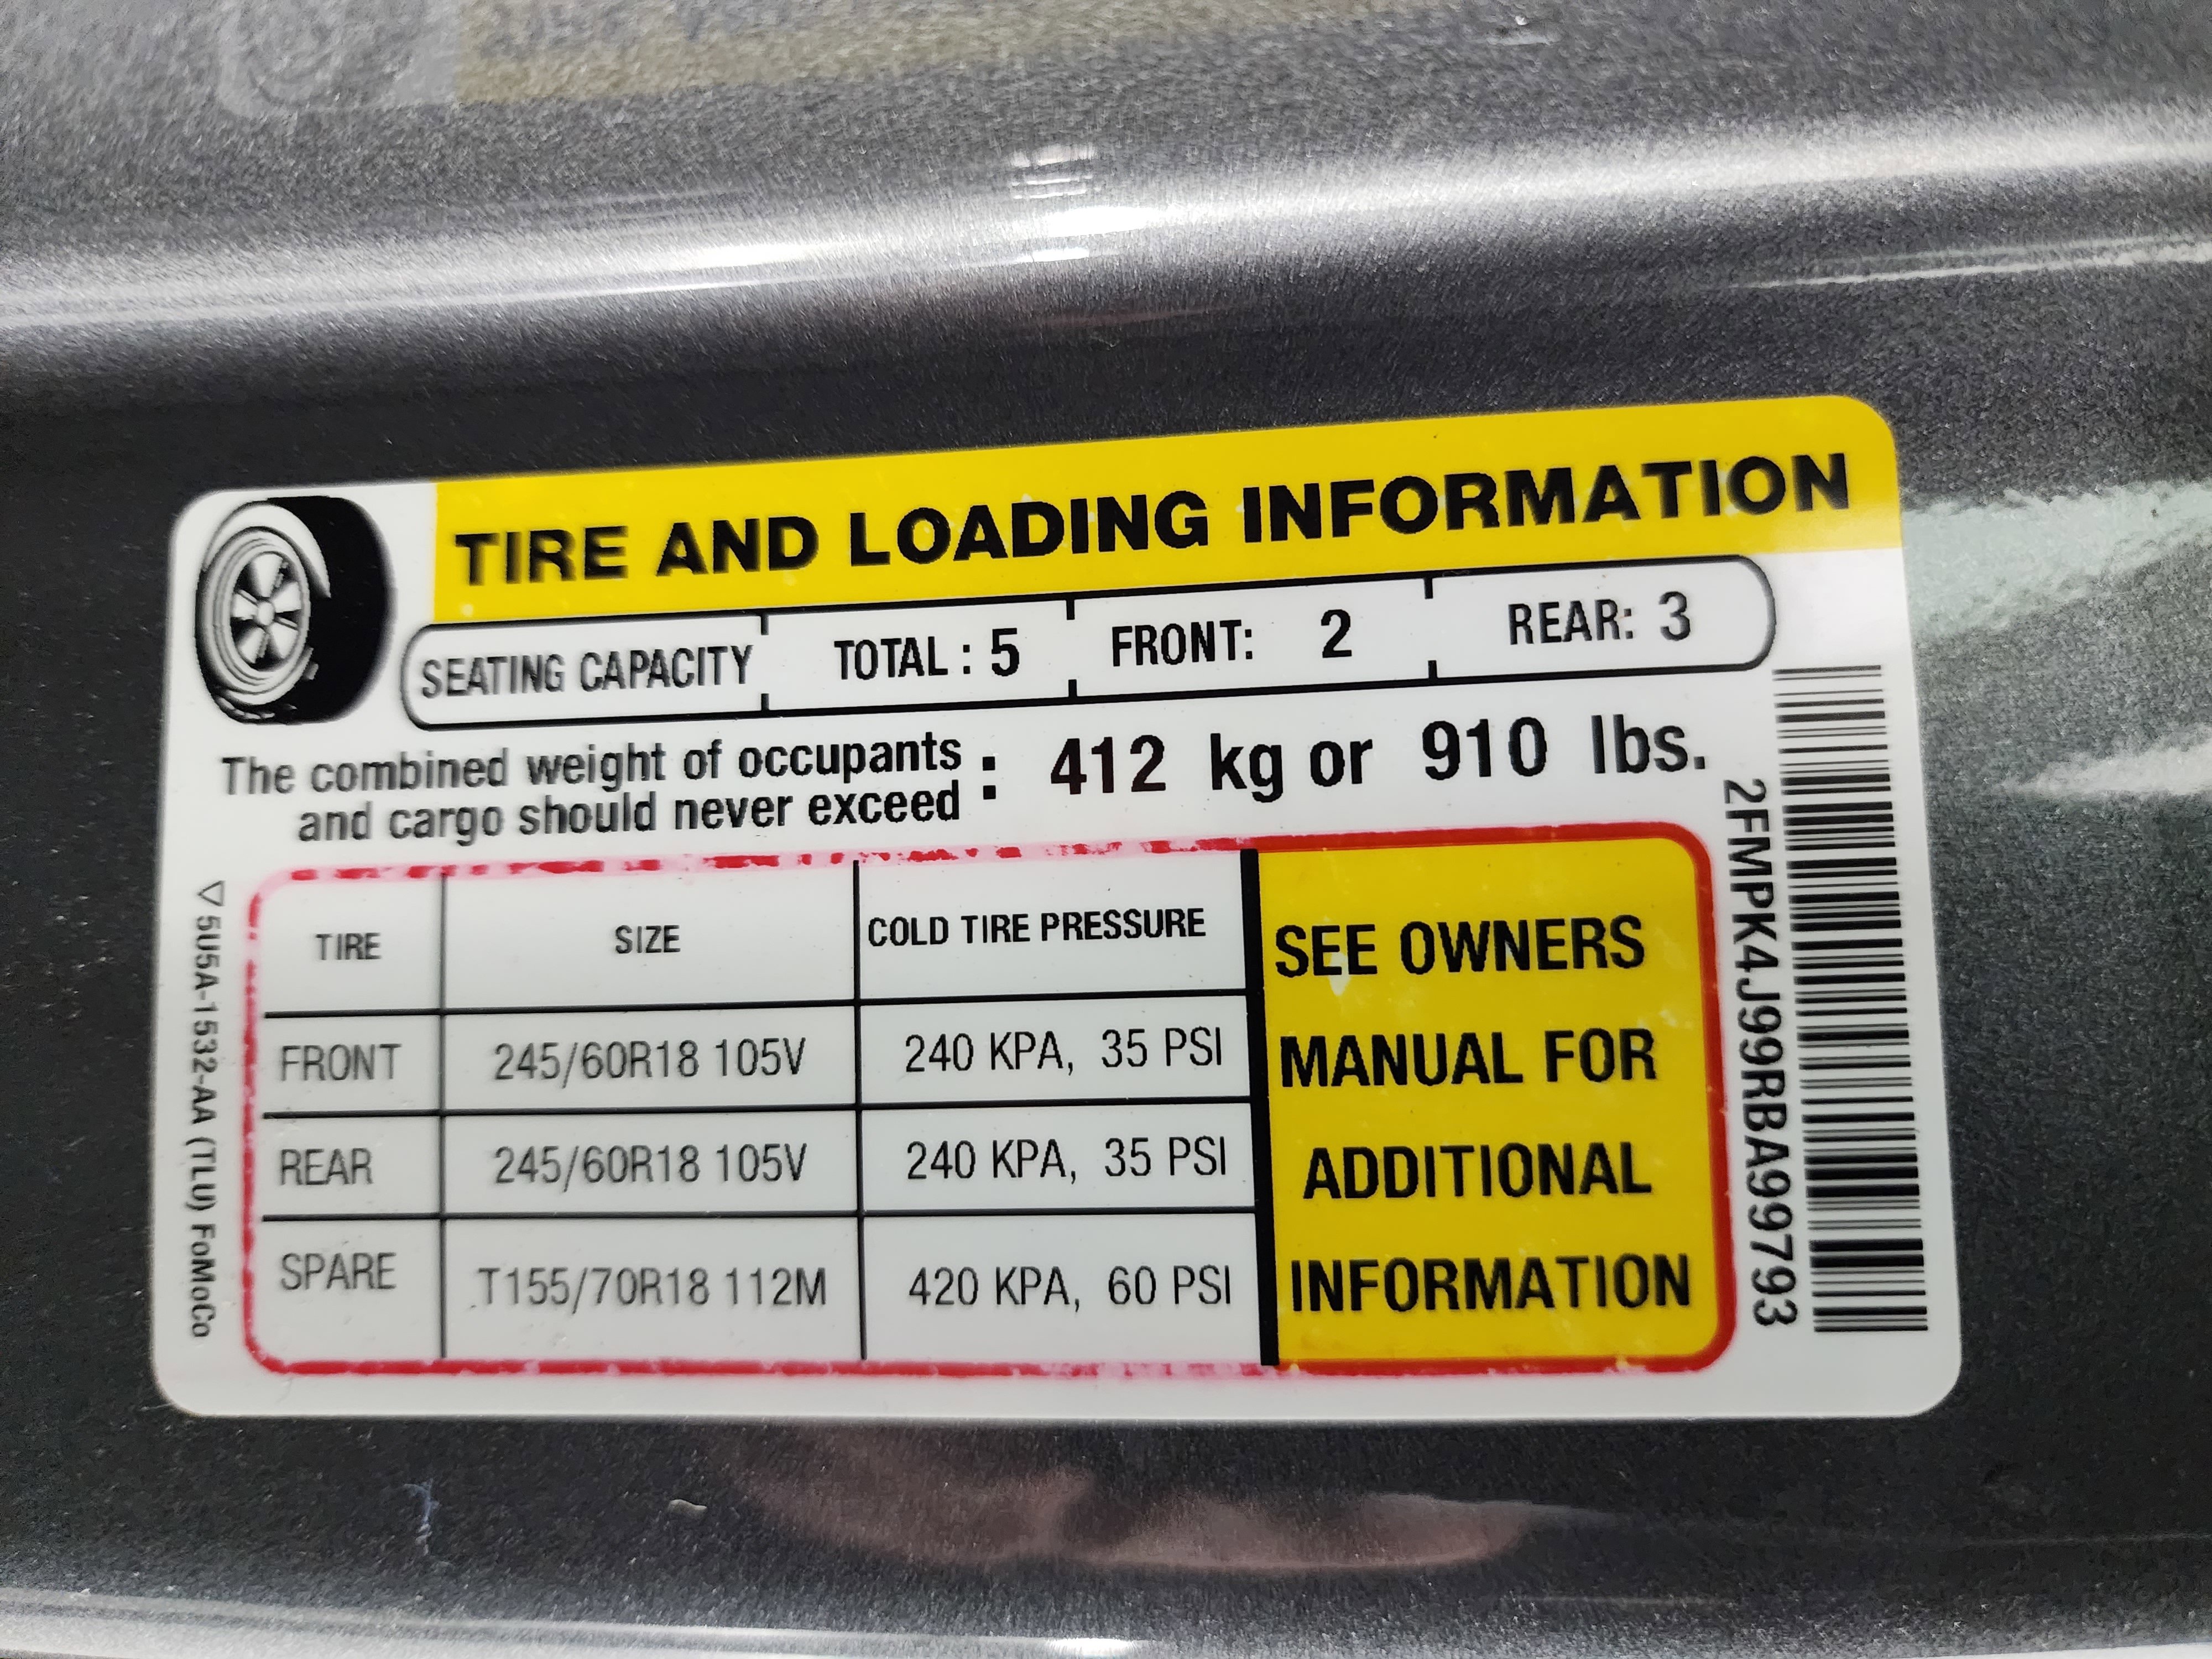 TIRE AND LOADING INFORMATION
SEATING CAPACITY TOTAL : 5 FRONT: 2 REAR: 3
The combined weight of occupants
and cargo should never exceed : 412 kg or 910 lbs.
TIRE SIZE COLD TIRE PRESSURE
FRONT 245/60R18 105V 240 KPA, 35 PSI
REAR 245/60R18 105V 240 KPA, 35 PSI
SPARE T155/70R18 112M 420 KPA, 60 PSI
SEE OWNERS
MANUAL FOR
ADDITIONAL
INFORMATION
5U5A-1532-AA (TLU) FoMoCo
2FMPK4J99RBA99793